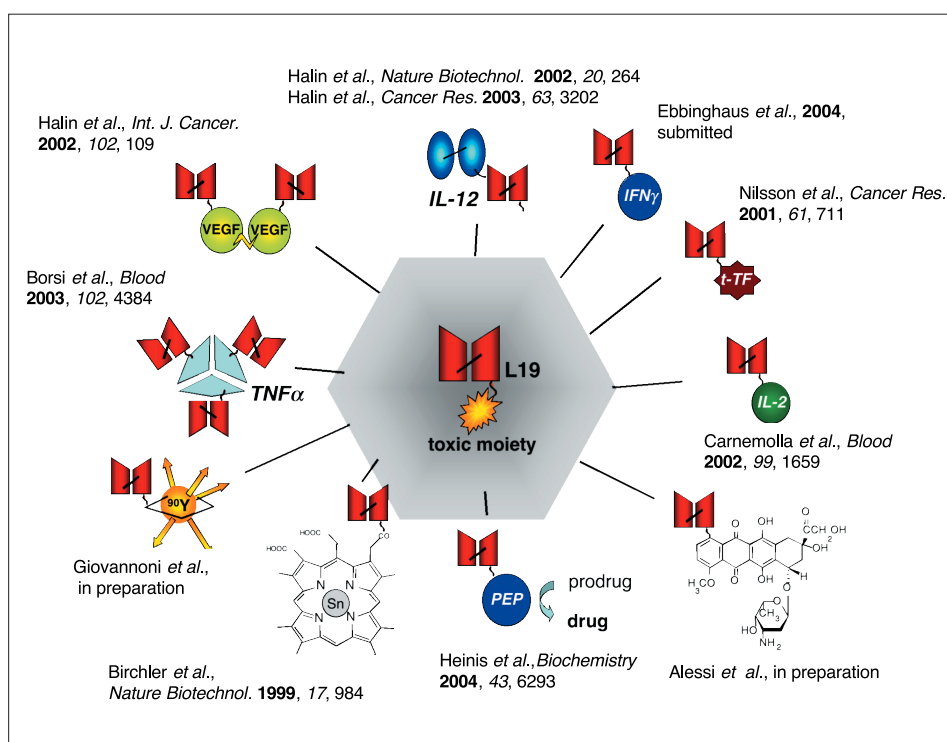 Halin et al., Nature Biotechnol. 2002, 20, 264
Halin et al., Cancer Res. 2003, 63, 3202
Halin et al., Int. J. Cancer.
2002, 102, 109
Ebbinghaus et al., 2004,
submitted
IL-12
IFNγ
VEGF VEGF
Nilsson et al., Cancer Res.
2001, 61, 711
t-TF
Borsi et al., Blood
2003, 102, 4384
TNFα
L19
toxic moiety
IL-2
Carnemolla et al., Blood
2002, 99, 1659
90Y
Giovannoni et al.,
in preparation
HOOC
HOOC
CO
N N
Sn
N N
Birchler et al.,
Nature Biotechnol. 1999, 17, 984
PEP
prodrug
drug
Heinis et al., Biochemistry
2004, 43, 6293
O
O OH
CH2OH
OH
H3CO O OH
H
O
O
CH3
HO
NH2
Alessi et al., in preparation